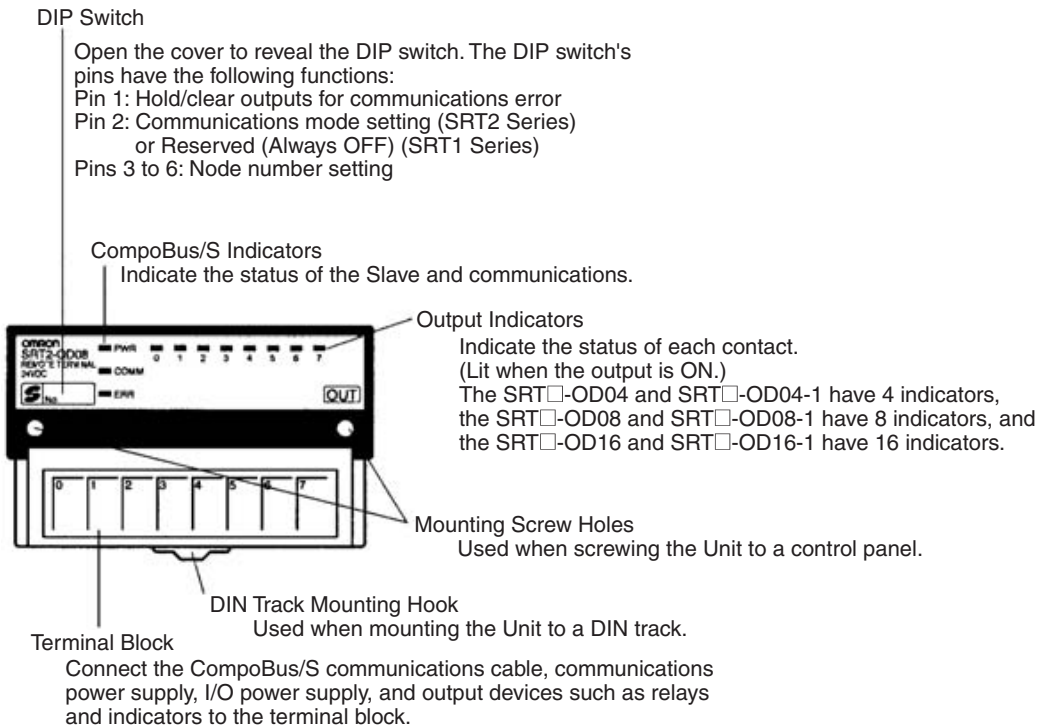 DIP Switch
Open the cover to reveal the DIP switch. The DIP switch's
pins have the following functions:
Pin 1: Hold/clear outputs for communications error
Pin 2: Communications mode setting (SRT2 Series)
or Reserved (Always OFF) (SRT1 Series)
Pins 3 to 6: Node number setting
CompoBus/S Indicators
Indicate the status of the Slave and communications.
OMRON
SRT2-OD08
REMOTE TERMINAL
24VDC
PWR
COMM
ERR
0 1 2 3 4 5 6 7
S No.
OUT
Output Indicators
Indicate the status of each contact.
(Lit when the output is ON.)
The SRT□-OD04 and SRT□-OD04-1 have 4 indicators,
the SRT□-OD08 and SRT□-OD08-1 have 8 indicators, and
the SRT□-OD16 and SRT□-OD16-1 have 16 indicators.
0 1 2 3 4 5 6 7
Mounting Screw Holes
Used when screwing the Unit to a control panel.
DIN Track Mounting Hook
Used when mounting the Unit to a DIN track.
Terminal Block
Connect the CompoBus/S communications cable, communications
power supply, I/O power supply, and output devices such as relays
and indicators to the terminal block.